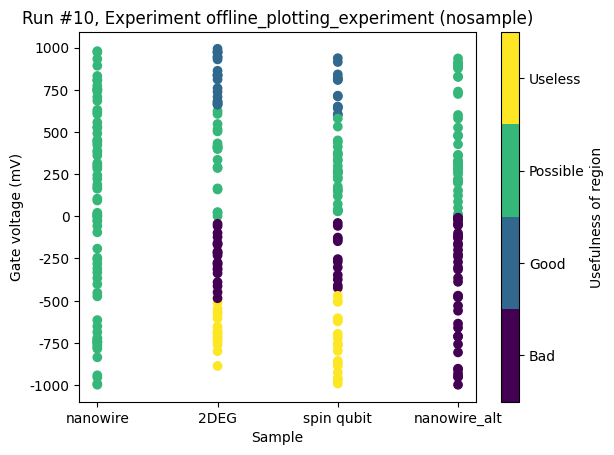 Run #10, Experiment offline_plotting_experiment (nosample)
1000
750
500
250
0
-250
-500
-750
-1000
Gate voltage (mV)
nanowire
2DEG
spin qubit
nanowire_alt
Sample
Useless
Possible
Good
Bad
Usefulness of region